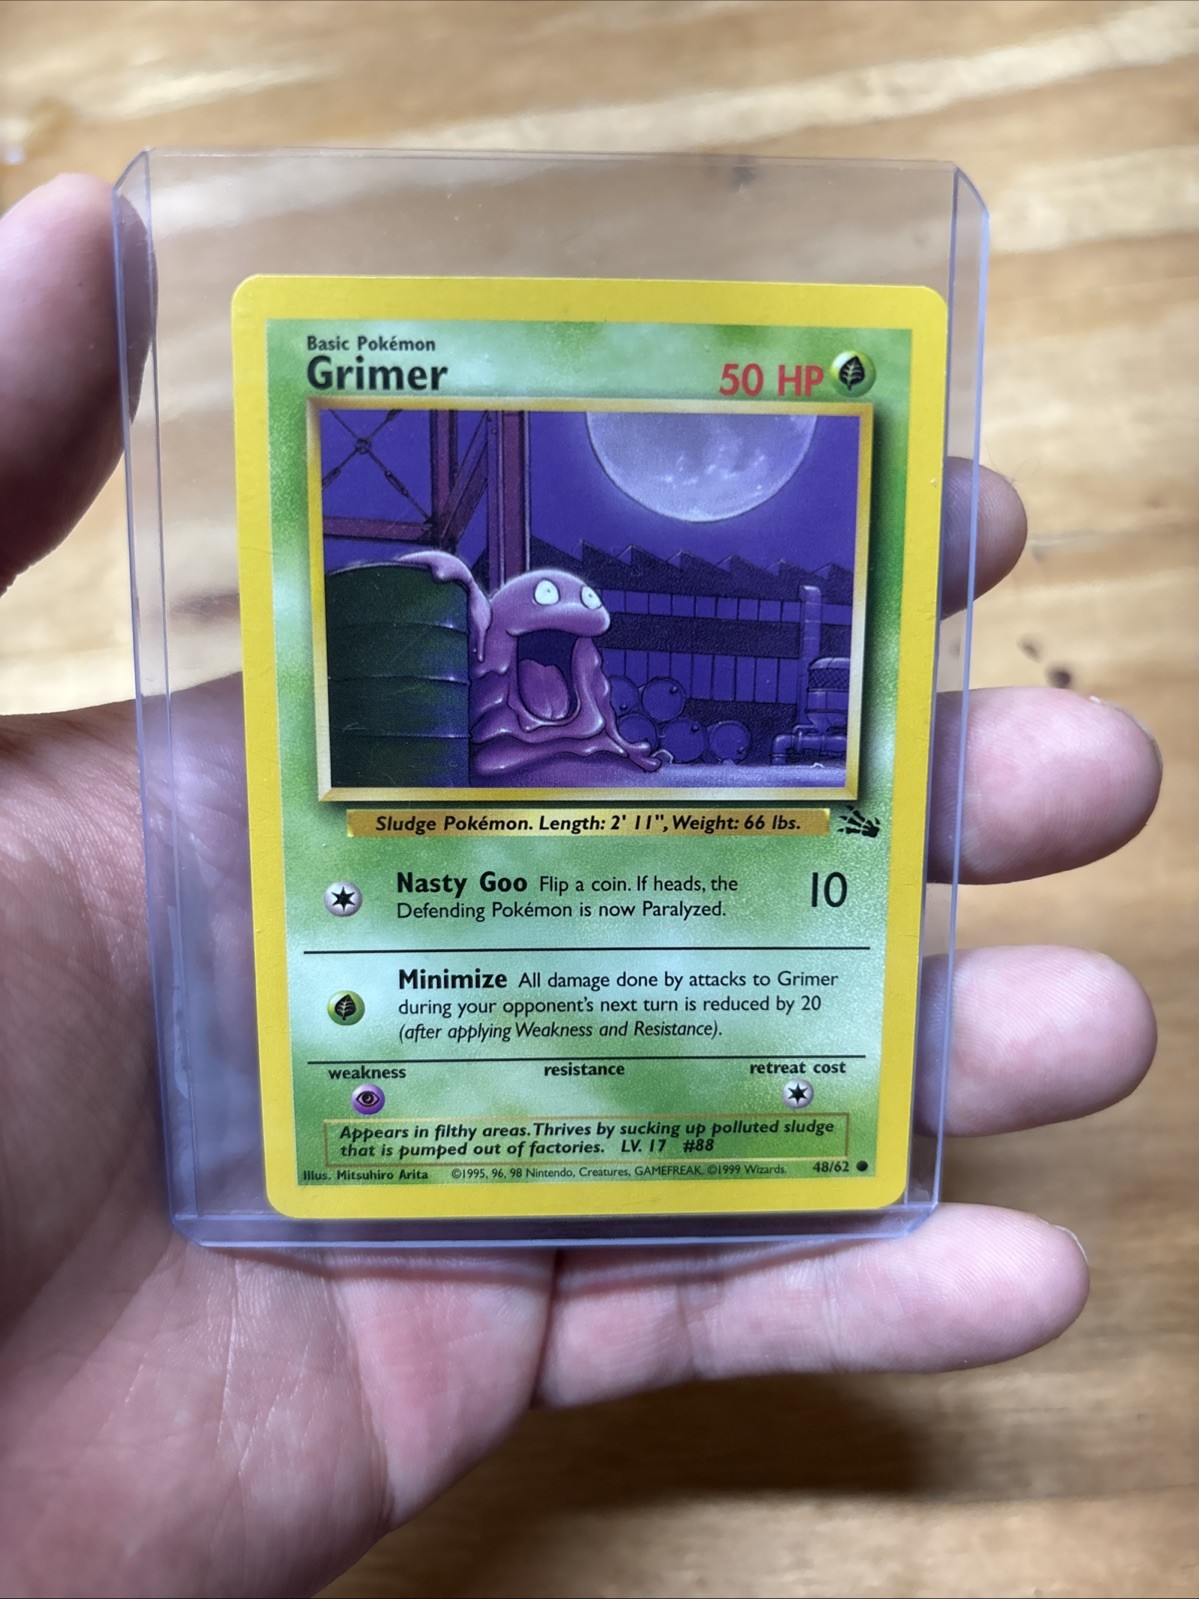 Basic Pokémon
Grimer
50 HP
Sludge Pokémon. Length: 2' 11", Weight: 66 lbs.
Nasty Goo Flip a coin. If heads, the 10
Defending Pokémon is now Paralyzed.
Minimize All damage done by attacks to Grimer
during your opponent's next turn is reduced by 20
(after applying Weakness and Resistance).
weakness resistance retreat cost
Appears in filthy areas. Thrives by sucking up polluted sludge
that is pumped out of factories. LV. 17 #88
Illus. Mitsuhiro Arita ©1995, 96, 98 Nintendo, Creatures, GAMEFREAK. ©1999 Wizards. 48/62